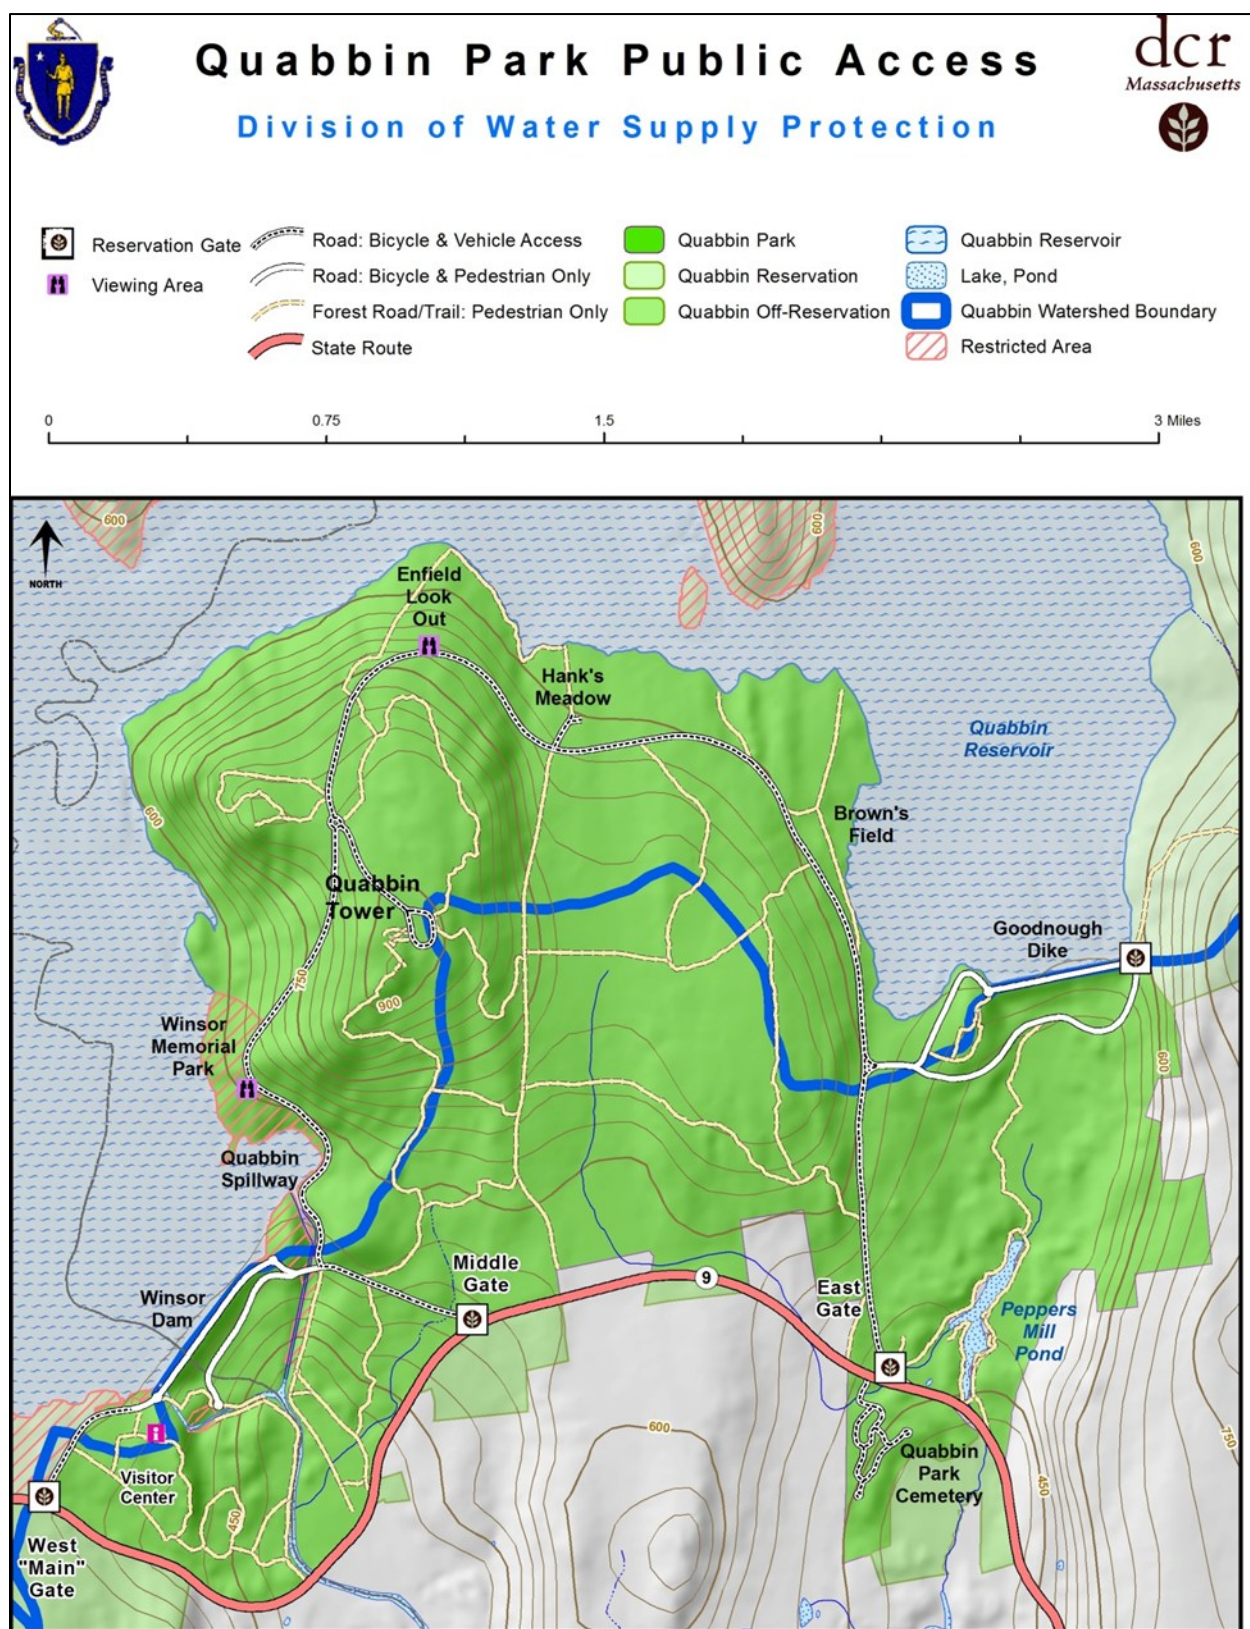 Quabbin Park Public Access
Division of Water Supply Protection
dcr
Massachusetts
Reservation Gate
Viewing Area
Road: Bicycle & Vehicle Access
Road: Bicycle & Pedestrian Only
Forest Road/Trail: Pedestrian Only
State Route
Quabbin Park
Quabbin Reservation
Quabbin Off-Reservation
Quabbin Reservoir
Lake, Pond
Quabbin Watershed Boundary
Restricted Area
0 0.75 1.5 3 Miles
600
600
600
NORTH
Enfield
Look
Out
Hank's
Meadow
Quabbin
Reservoir
600
Brown's
Field
Quabbin
Tower
Goodnough
Dike
750
900
Winsor
Memorial
Park
600
Quabbin
Spillway
Middle
Gate
9
East
Gate
Winsor
Dam
Peppers
Mill
Pond
i
Visitor
Center
600
750
450
450
Quabbin
Park
Cemetery
West
"Main"
Gate